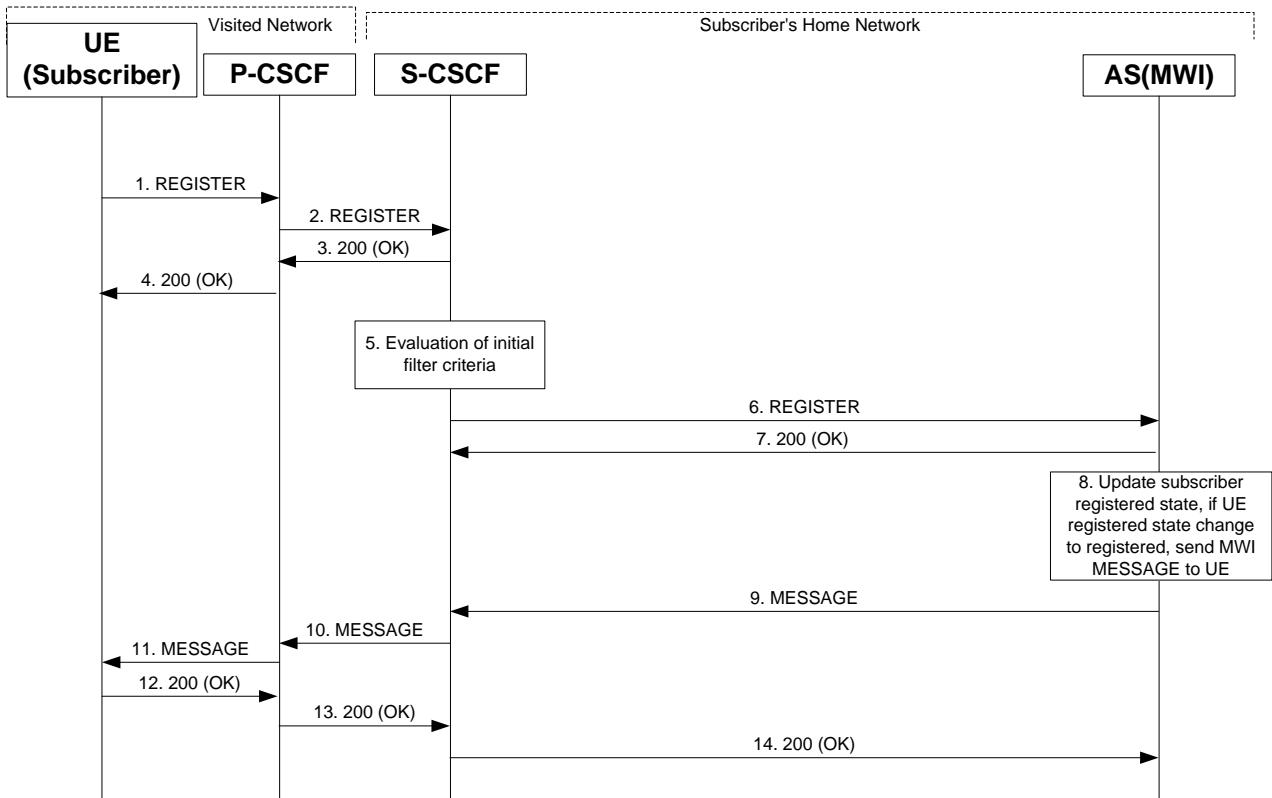 Visited Network
Subscriber's Home Network
UE
(Subscriber)
P-CSCF
S-CSCF
AS(MWI)
1. REGISTER
2. REGISTER
3. 200 (OK)
4. 200 (OK)
5. Evaluation of initial
filter criteria
6. REGISTER
7. 200 (OK)
8. Update subscriber
registered state, if UE
registered state change
to registered, send MWI
MESSAGE to UE
9. MESSAGE
10. MESSAGE
11. MESSAGE
12. 200 (OK)
13. 200 (OK)
14. 200 (OK)